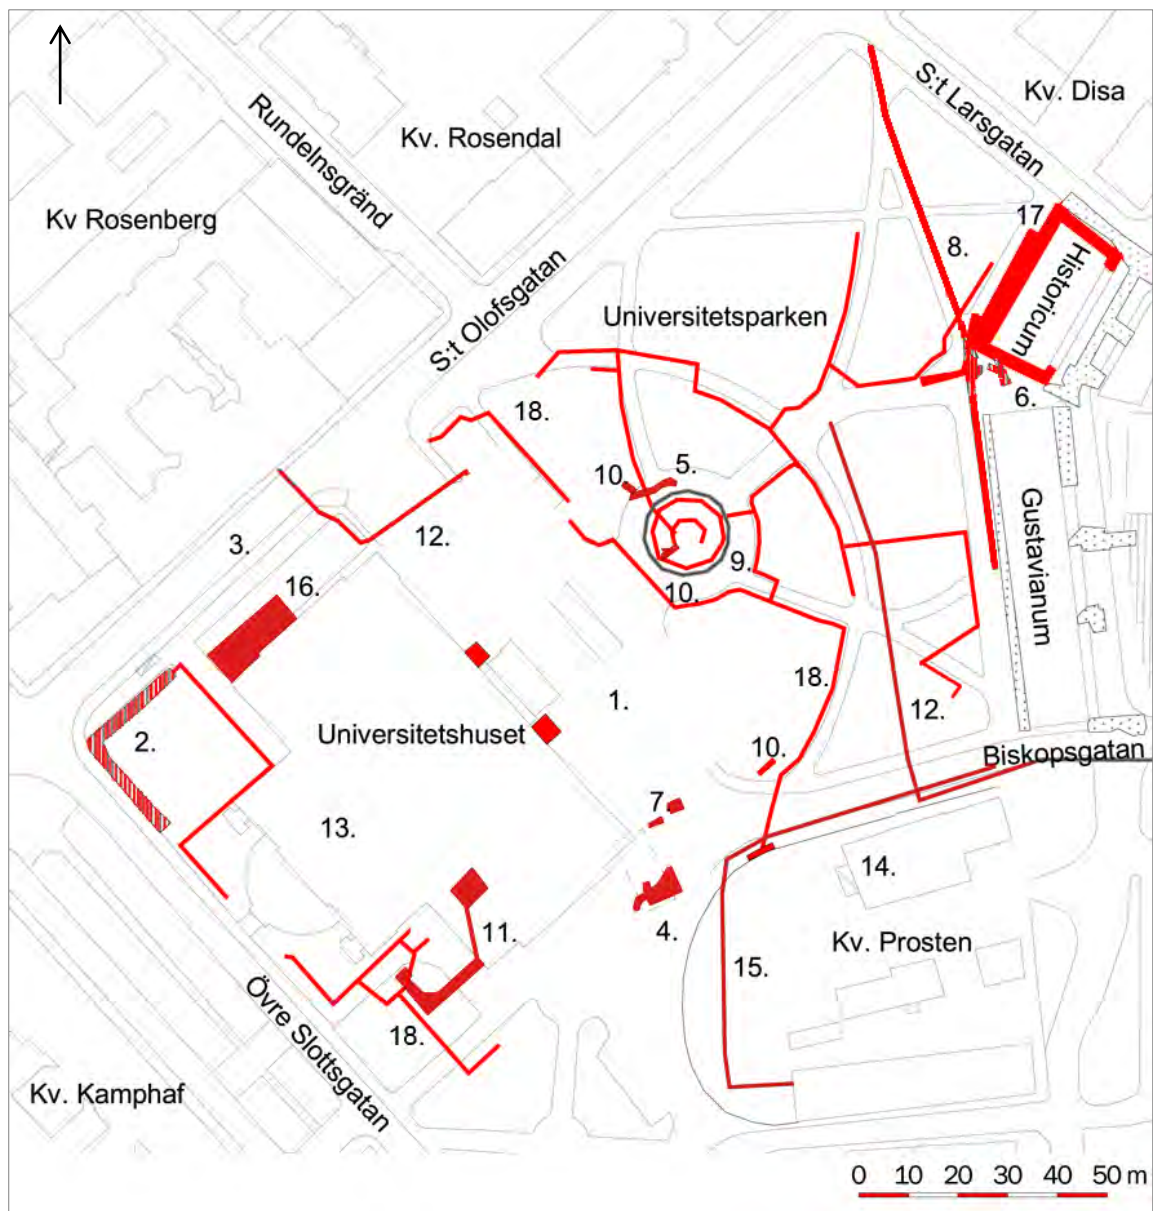 S:t Larsgatan
Kv. Disa
Rundelnsgränd
Kv. Rosendal
Kv Rosenberg
17.
8.
Historicum
S:t Olofsgatan
Universitetsparken
6.
18.
5.
10.
Gustavianum
3.
12.
9.
16.
10.
18.
1.
12.
2.
Universitetshuset
10.
Biskopsgatan
7.
13.
14.
11.
4.
Kv. Prosten
15.
Övre Slottsgatan
18.
Kv. Kamphaf
0 10 20 30 40 50 m